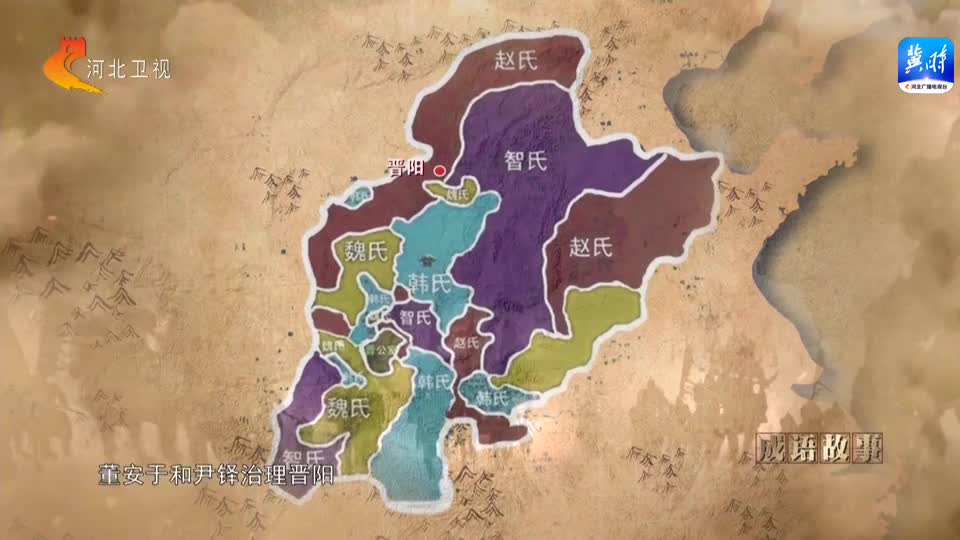 河北卫视
冀时
河北广播电视台
赵氏
智氏
晋阳
魏氏
魏氏
赵氏
韩氏
韩氏
智氏
赵氏
魏氏
晋公室
韩氏
韩氏
魏氏
智氏
成语故事
董安于和尹铎治理晋阳